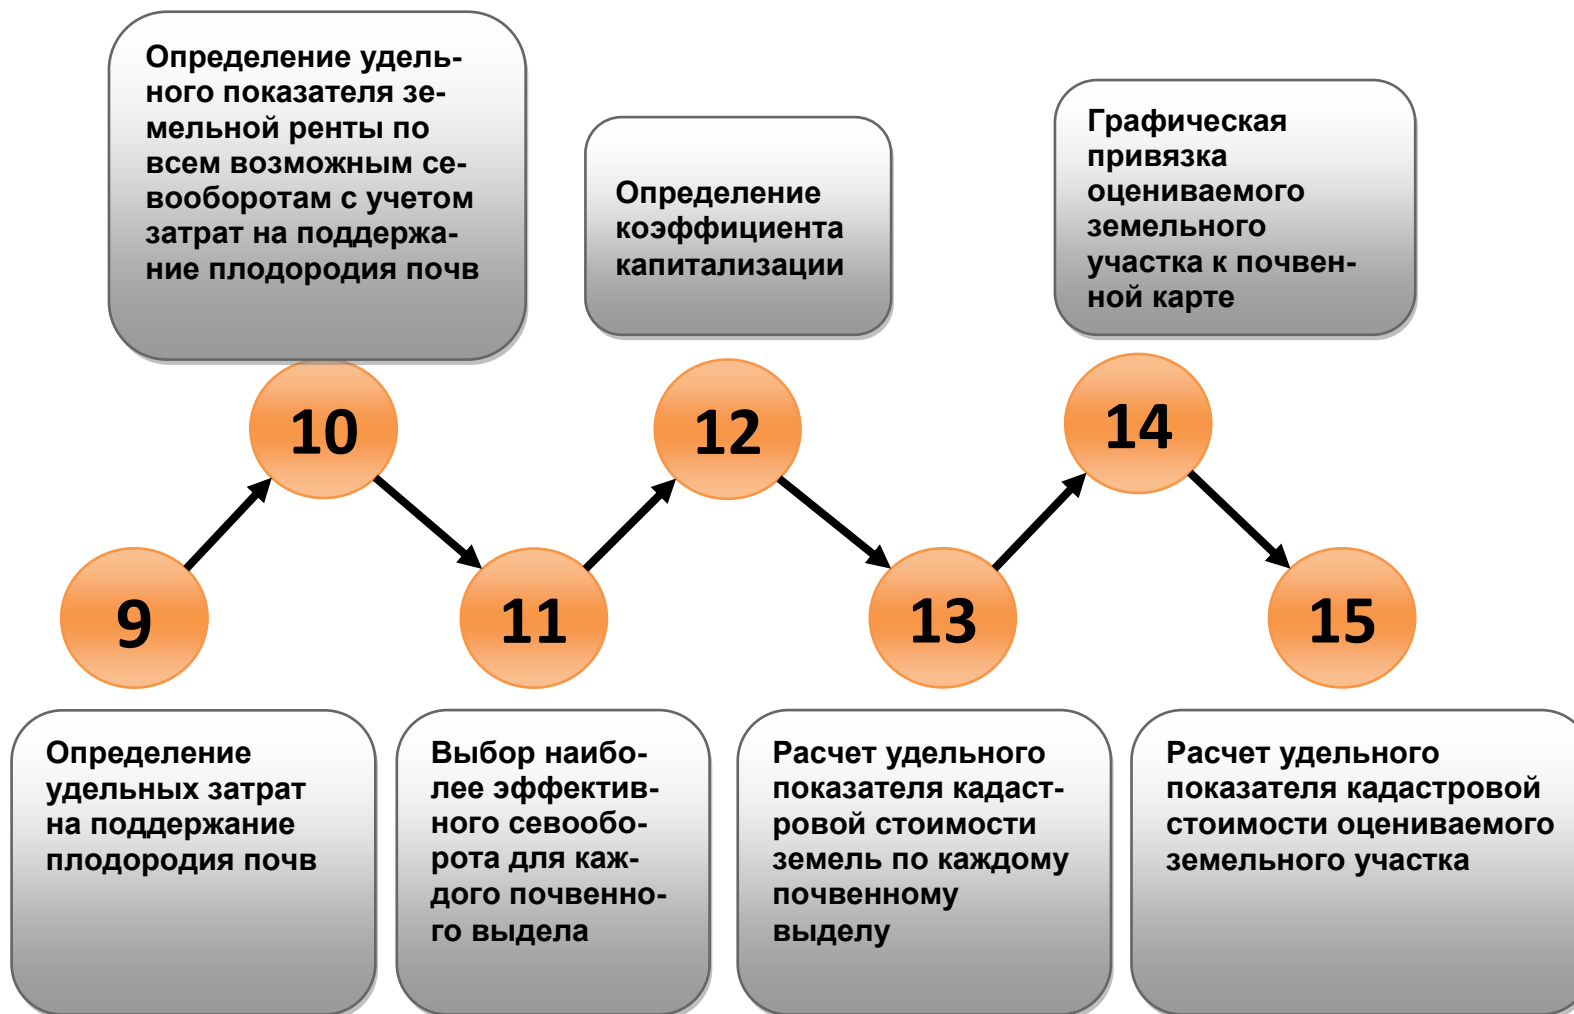 Определение удель-
ного показателя зе-
мельной ренты по
всем возможным се-
вооборотам с учетом
затрат на поддержа-
ние плодородия почв
Определение
коэффициента
капитализации
Графическая
привязка
оцениваемого
земельного
участка к почвен-
ной карте
10
12
14
9
11
13
15
Определение
удельных затрат
на поддержание
плодородия почв
Выбор наибо-
лее эффектив-
ного севообо-
рота для каж-
дого почвенно-
го выдела
Расчет удельного
показателя кадаст-
ровой стоимости
земель по каждому
почвенному
выделу
Расчет удельного
показателя кадастровой
стоимости оцениваемого
земельного участка